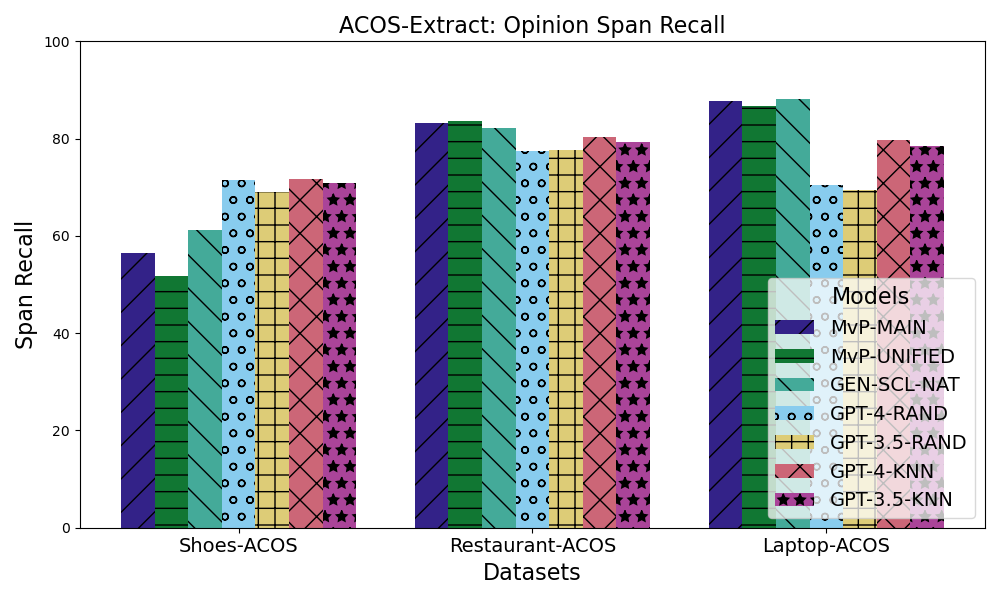 ACOS-Extract: Opinion Span Recall
100
80
60
40
20
0
Span Recall
Shoes-ACOS
Restaurant-ACOS
Laptop-ACOS
Datasets
Models
MvP-MAIN
MvP-UNIFIED
GEN-SCL-NAT
GPT-4-RAND
GPT-3.5-RAND
GPT-4-KNN
GPT-3.5-KNN